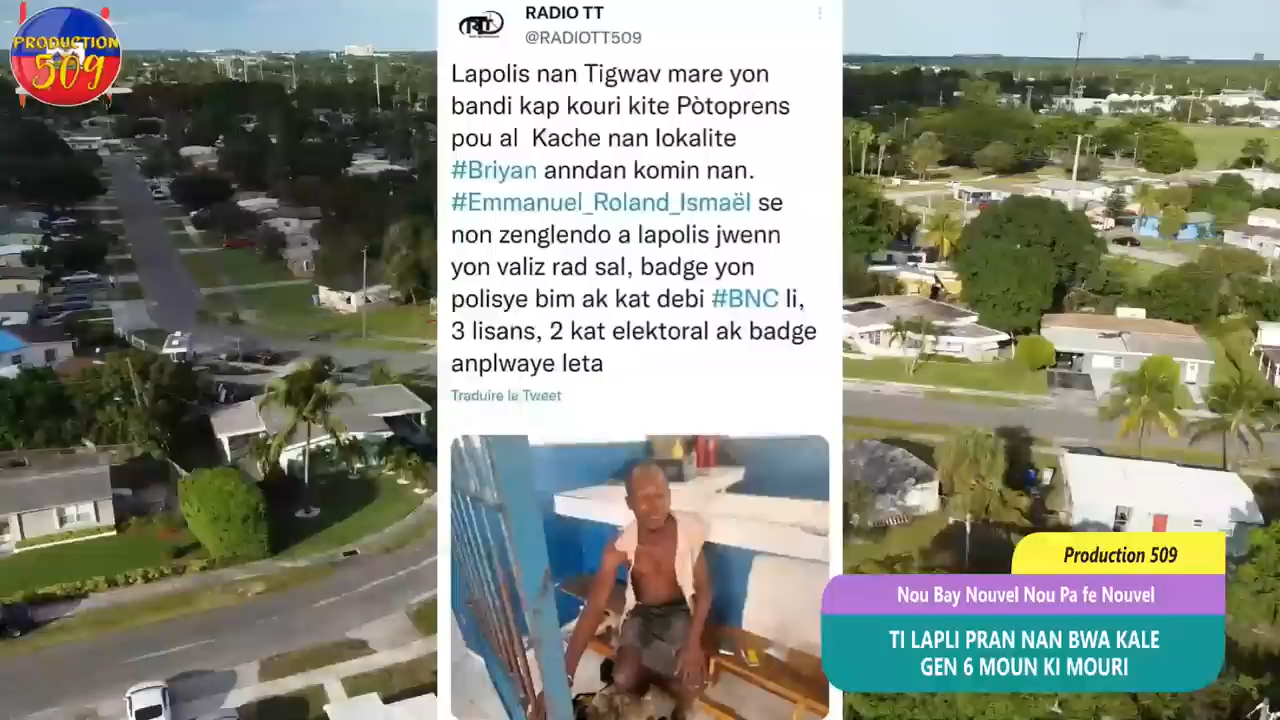 PRODUCTION
509
RADIO TT
@RADIOTT509
Lapolis nan Tigwav mare yon
bandi kap kouri kite Pòtoprens
pou al Kache nan lokalite
#Briyan anndan komin nan.
#Emmanuel_Roland_Ismaël se
non zenglendo a lapolis jwenn
yon valiz rad sal, badge yon
polisye bim ak kat debi #BNC li,
3 lisans, 2 kat elektoral ak badge
anplwaye leta
Traduire le Tweet
Production 509
Nou Bay Nouvel Nou Pa fe Nouvel
TI LAPLI PRAN NAN BWA KALE
GEN 6 MOUN KI MOURI